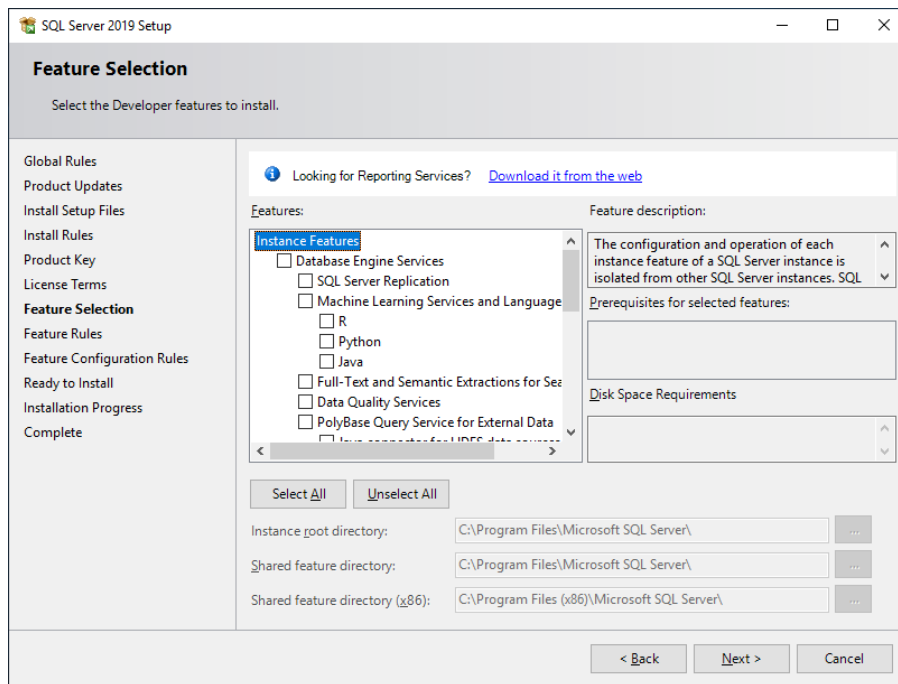 SQL Server 2019 Setup
Feature Selection
Select the Developer features to install.
Global Rules
Product Updates
Install Setup Files
Install Rules
Product Key
License Terms
Feature Selection
Feature Rules
Feature Configuration Rules
Ready to Install
Installation Progress
Complete
Looking for Reporting Services? Download it from the web
Features:
Instance Features
Database Engine Services
SQL Server Replication
Machine Learning Services and Language
R
Python
Java
Full-Text and Semantic Extractions for Sea
Data Quality Services
PolyBase Query Service for External Data
Java connector for HDFS data sources
Feature description:
The configuration and operation of each
instance feature of a SQL Server instance is
isolated from other SQL Server instances. SQL
Prerequisites for selected features:
Disk Space Requirements
Select All
Unselect All
Instance root directory:
C:\Program Files\Microsoft SQL Server\
...
Shared feature directory:
C:\Program Files\Microsoft SQL Server\
...
Shared feature directory (x86):
C:\Program Files (x86)\Microsoft SQL Server\
...
< Back
Next >
Cancel